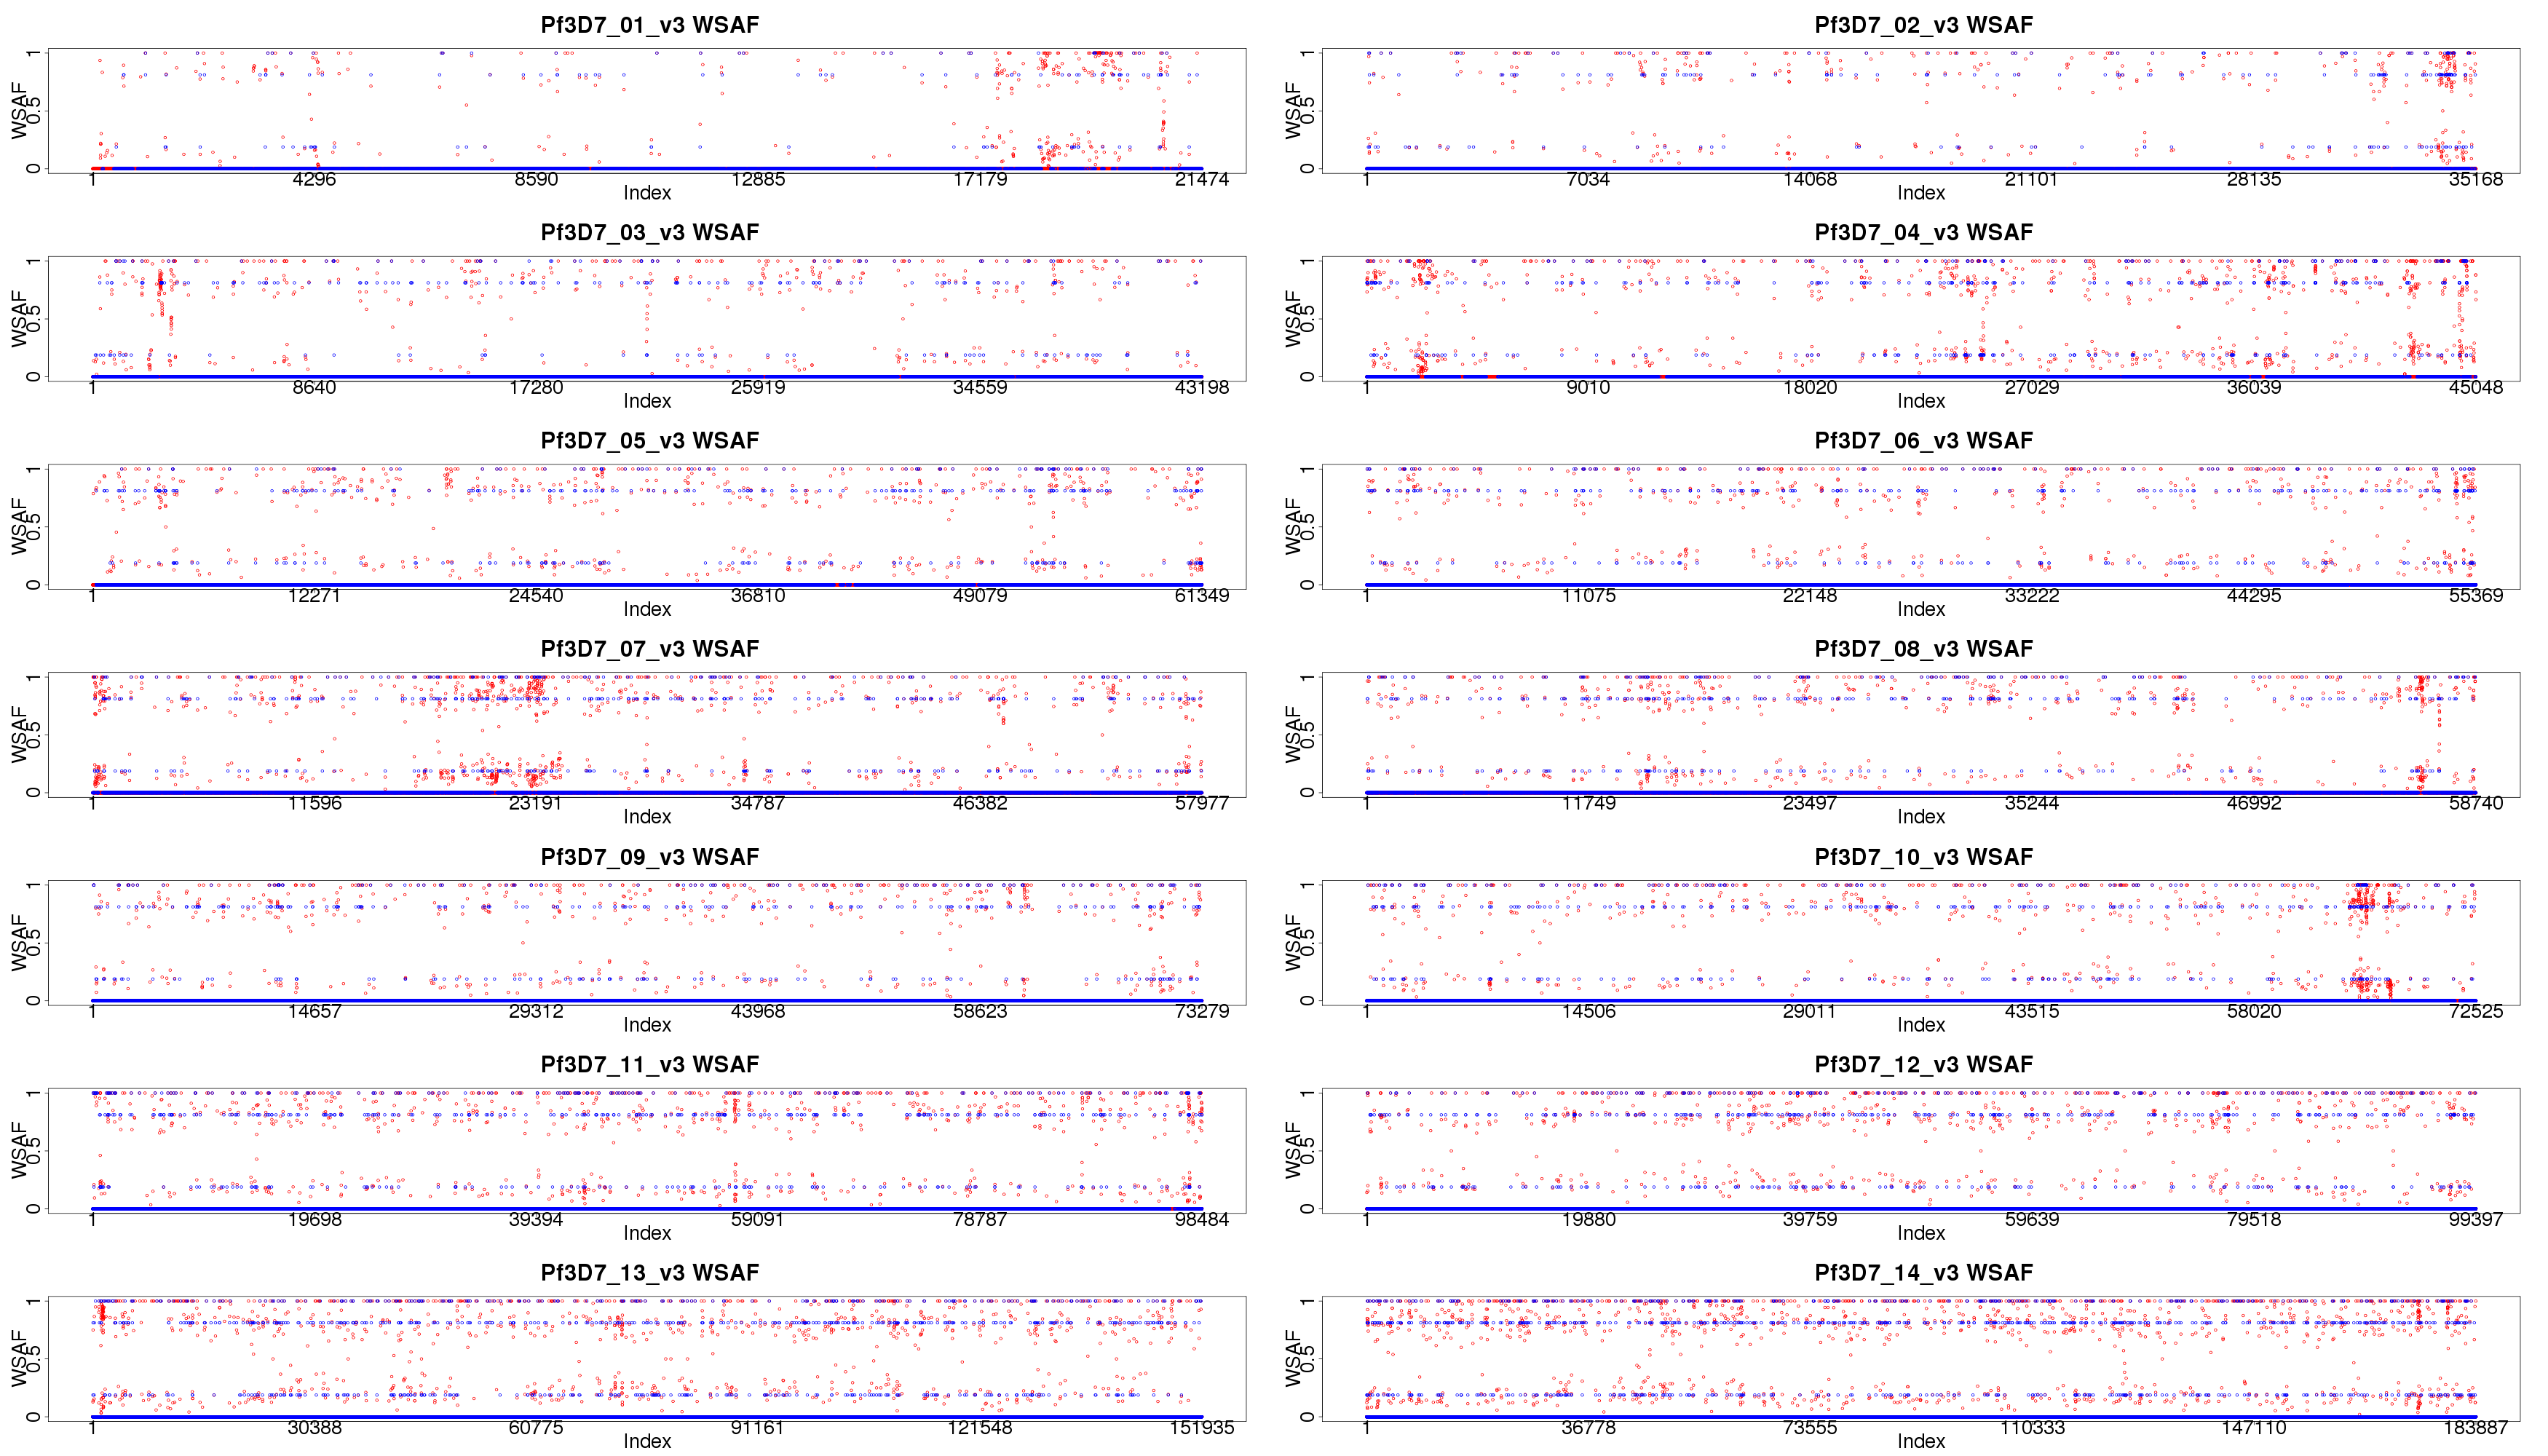 Pf3D7_01_v3 WSAF
WSAF
0 0.5 1
1 4296 8590 12885 17179 21474
Index
Pf3D7_02_v3 WSAF
WSAF
0 0.5 1
1 7034 14068 21101 28135 35168
Index
Pf3D7_03_v3 WSAF
WSAF
0 0.5 1
1 8640 17280 25919 34559 43198
Index
Pf3D7_04_v3 WSAF
WSAF
0 0.5 1
1 9010 18020 27029 36039 45048
Index
Pf3D7_05_v3 WSAF
WSAF
0 0.5 1
1 12271 24540 36810 49079 61349
Index
Pf3D7_06_v3 WSAF
WSAF
0 0.5 1
1 11075 22148 33222 44295 55369
Index
Pf3D7_07_v3 WSAF
WSAF
0 0.5 1
1 11596 23191 34787 46382 57977
Index
Pf3D7_08_v3 WSAF
WSAF
0 0.5 1
1 11749 23497 35244 46992 58740
Index
Pf3D7_09_v3 WSAF
WSAF
0 0.5 1
1 14657 29312 43968 58623 73279
Index
Pf3D7_10_v3 WSAF
WSAF
0 0.5 1
1 14506 29011 43515 58020 72525
Index
Pf3D7_11_v3 WSAF
WSAF
0 0.5 1
1 19698 39394 59091 78787 98484
Index
Pf3D7_12_v3 WSAF
WSAF
0 0.5 1
1 19880 39759 59639 79518 99397
Index
Pf3D7_13_v3 WSAF
WSAF
0 0.5 1
1 30388 60775 91161 121548 151935
Index
Pf3D7_14_v3 WSAF
WSAF
0 0.5 1
1 36778 73555 110333 147110 183887
Index